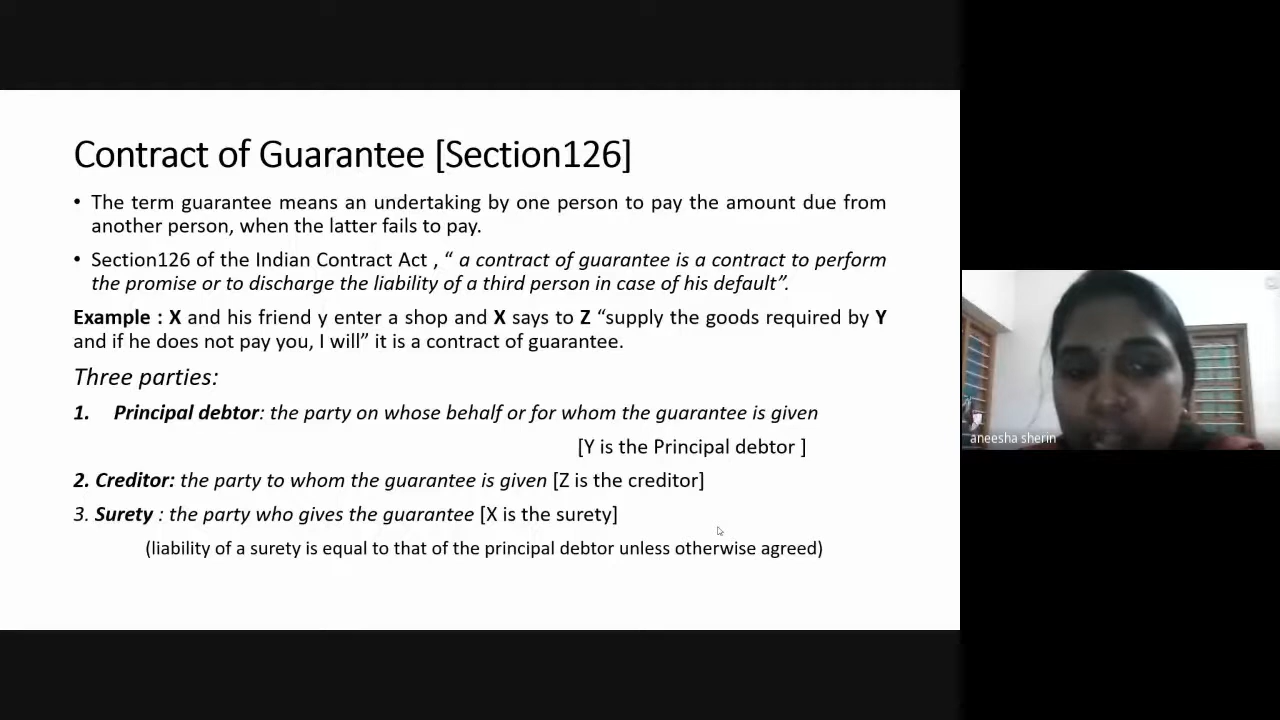 Contract of Guarantee [Section126]
• The term guarantee means an undertaking by one person to pay the amount due from
another person, when the latter fails to pay.
• Section126 of the Indian Contract Act , “ a contract of guarantee is a contract to perform
the promise or to discharge the liability of a third person in case of his default”.
Example : X and his friend y enter a shop and X says to Z “supply the goods required by Y
and if he does not pay you, I will” it is a contract of guarantee.
Three parties:
1. Principal debtor: the party on whose behalf or for whom the guarantee is given
[Y is the Principal debtor ]
2. Creditor: the party to whom the guarantee is given [Z is the creditor]
3. Surety : the party who gives the guarantee [X is the surety]
(liability of a surety is equal to that of the principal debtor unless otherwise agreed)
aneesha sherin